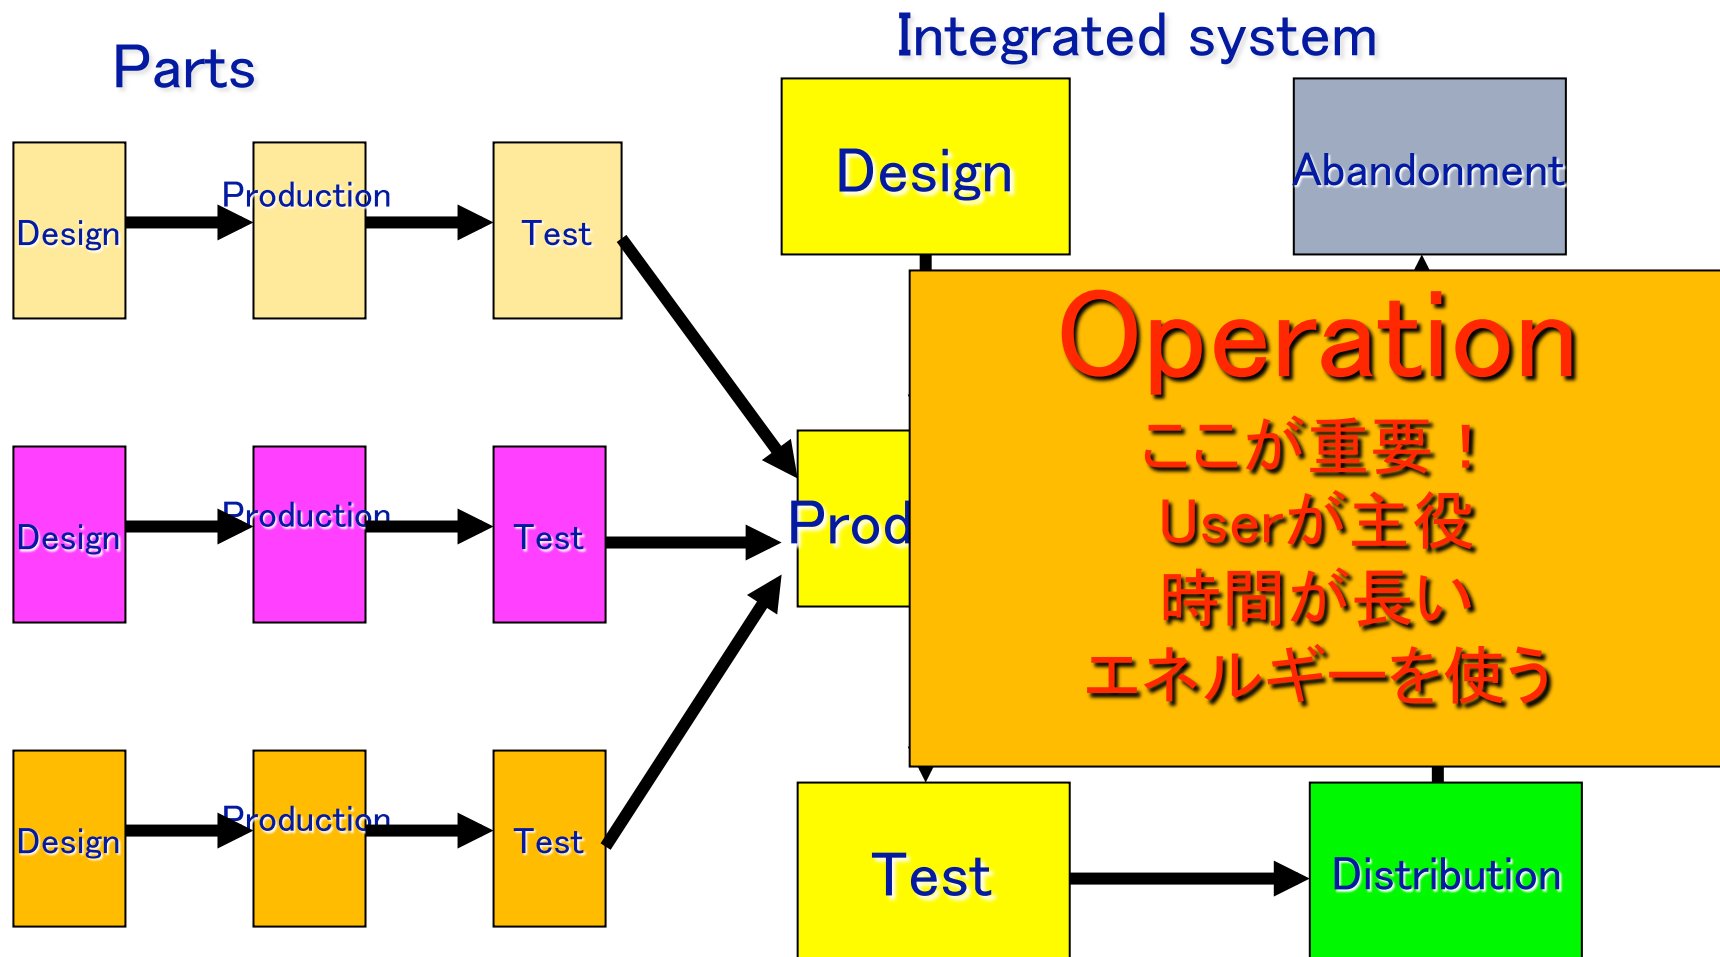 Parts
Integrated system
Design
Production
Test
Design
Production
Test
Design
Production
Test
Design
Abandonment
Prod
Operation
ここが重要！
Userが主役
時間が長い
エネルギーを使う
Test
Distribution